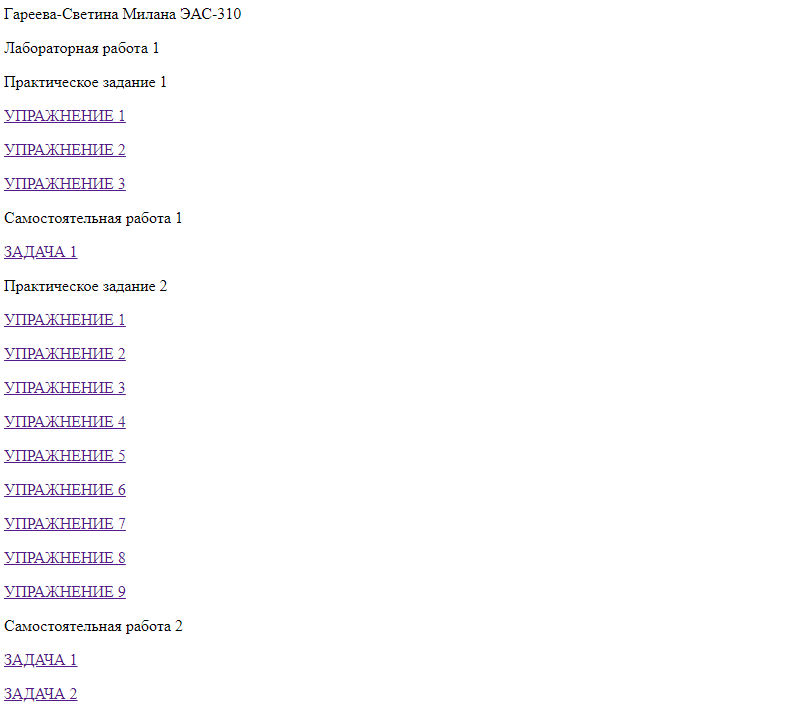 Гареева-Светина Милана ЭАС-310
Лабораторная работа 1
Практическое задание 1
УПРАЖНЕНИЕ 1
УПРАЖНЕНИЕ 2
УПРАЖНЕНИЕ 3
Самостоятельная работа 1
ЗАДАЧА 1
Практическое задание 2
УПРАЖНЕНИЕ 1
УПРАЖНЕНИЕ 2
УПРАЖНЕНИЕ 3
УПРАЖНЕНИЕ 4
УПРАЖНЕНИЕ 5
УПРАЖНЕНИЕ 6
УПРАЖНЕНИЕ 7
УПРАЖНЕНИЕ 8
УПРАЖНЕНИЕ 9
Самостоятельная работа 2
ЗАДАЧА 1
ЗАДАЧА 2